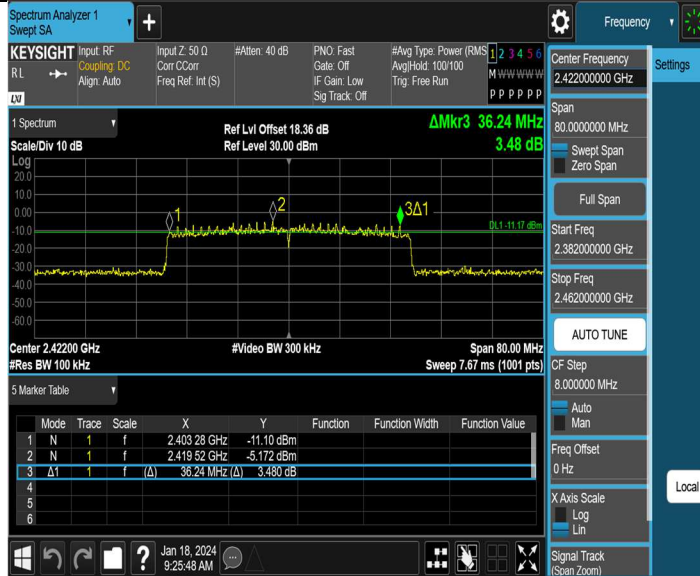 Spectrum Analyzer 1
Swept SA
+
Frequency
KEYSIGHT
RL
LXI
Input: RF
Coupling: DC
Align: Auto
Input Z: 50 Ω
Corr CCorr
Freq Ref: Int (S)
#Atten: 40 dB
PNO: Fast
Gate: Off
IF Gain: Low
Sig Track: Off
#Avg Type: Power (RMS
Avg|Hold: 100/100
Trig: Free Run
1 2 3 4 5 6
M W W W W W
P P P P P P
1 Spectrum
Scale/Div 10 dB
Ref Lvl Offset 18.36 dB
Ref Level 30.00 dBm
ΔMkr3 36.24 MHz
3.48 dB
Log
20.0
10.0
0.00
-10.0
-20.0
-30.0
-40.0
-50.0
-60.0
1
2
3Δ1
DL1 -11.17 dBm
Center 2.42200 GHz
#Res BW 100 kHz
#Video BW 300 kHz
Span 80.00 MHz
Sweep 7.67 ms (1001 pts)
5 Marker Table
Mode Trace Scale X Y Function Function Width Function Value
1 N 1 f 2.403 28 GHz -11.10 dBm
2 N 1 f 2.419 52 GHz -5.172 dBm
3 Δ1 1 f (Δ) 36.24 MHz (Δ) 3.480 dB
4
5
6
?
Jan 18, 2024
9:25:48 AM
Center Frequency
2.422000000 GHz
Span
80.0000000 MHz
Swept Span
Zero Span
Full Span
Start Freq
2.382000000 GHz
Stop Freq
2.462000000 GHz
AUTO TUNE
CF Step
8.000000 MHz
Auto
Man
Freq Offset
0 Hz
X Axis Scale
Log
Lin
Signal Track
(Span Zoom)
Settings
Local